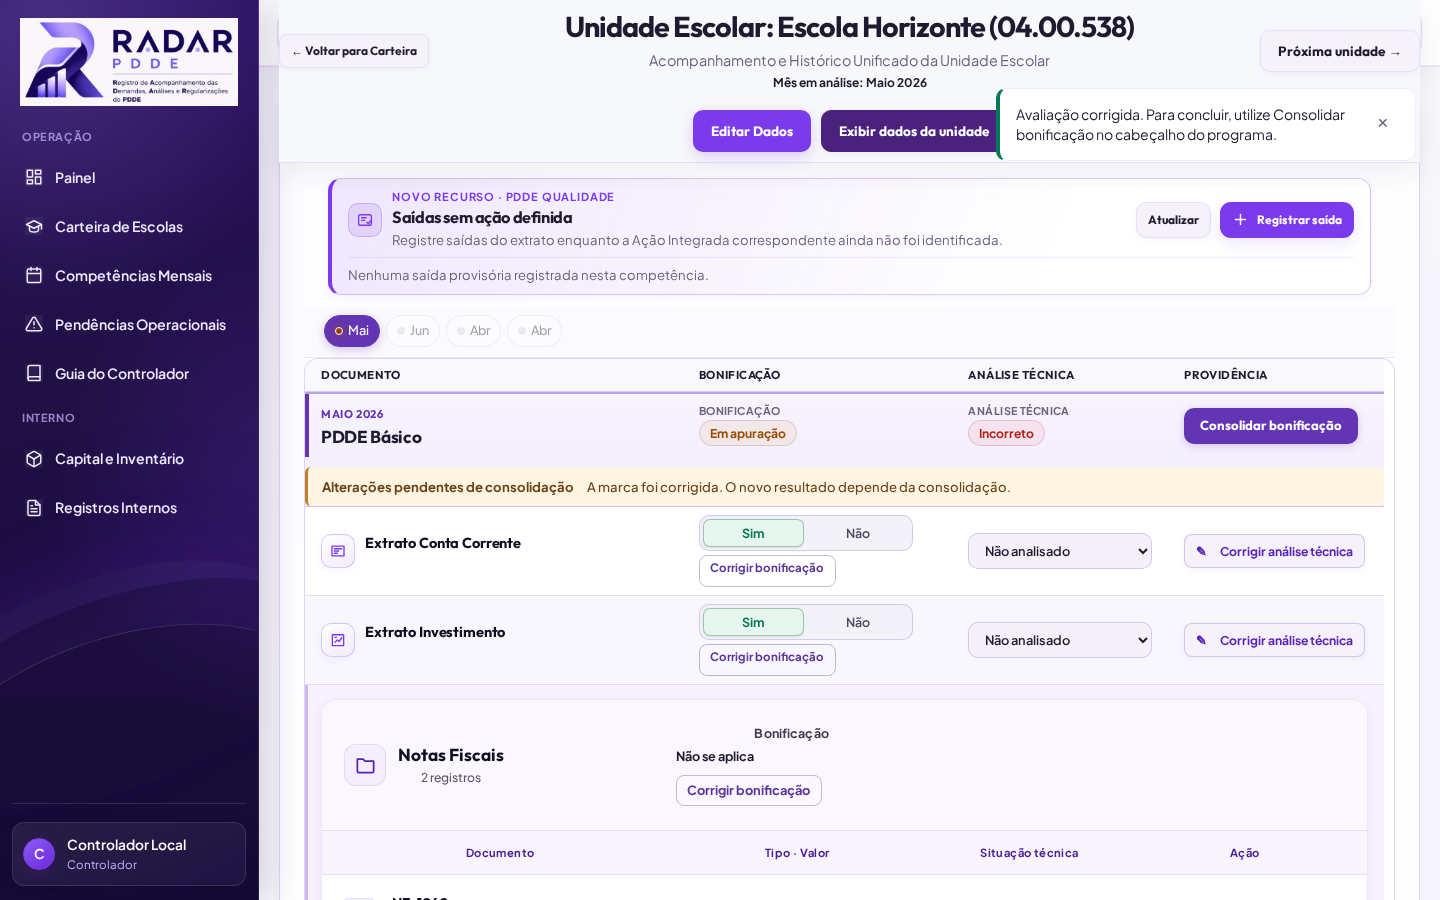 RADAR
PDDE
Registro de Acompanhamento das
Demandas, Análises e Regularizações
do PDDE
OPERAÇÃO
Painel
Carteira de Escolas
Competências Mensais
Pendências Operacionais
Guia do Controlador
INTERNO
Capital e Inventário
Registros Internos
C
Controlador Local
Controlador
← Voltar para Carteira
Unidade Escolar: Escola Horizonte (04.00.538)
Acompanhamento e Histórico Unificado da Unidade Escolar
Mês em análise: Maio 2026
Próxima unidade →
Editar Dados
Exibir dados da unidade
Avaliação corrigida. Para concluir, utilize Consolidar
bonificação no cabeçalho do programa.
×
NOVO RECURSO · PDDE QUALIDADE
Saídas sem ação definida
Registre saídas do extrato enquanto a Ação Integrada correspondente ainda não foi identificada.
Atualizar
+ Registrar saída
Nenhuma saída provisória registrada nesta competência.
Mai
Jun
Abr
Abr
DOCUMENTO
BONIFICAÇÃO
ANÁLISE TÉCNICA
PROVIDÊNCIA
MAIO 2026
PDDE Básico
BONIFICAÇÃO
Em apuração
ANÁLISE TÉCNICA
Incorreto
Consolidar bonificação
Alterações pendentes de consolidação A marca foi corrigida. O novo resultado depende da consolidação.
Extrato Conta Corrente
Sim
Não
Corrigir bonificação
Não analisado
✎ Corrigir análise técnica
Extrato Investimento
Sim
Não
Corrigir bonificação
Não analisado
✎ Corrigir análise técnica
Notas Fiscais
2 registros
Bonificação
Não se aplica
Corrigir bonificação
Documento
Tipo · Valor
Situação técnica
Ação